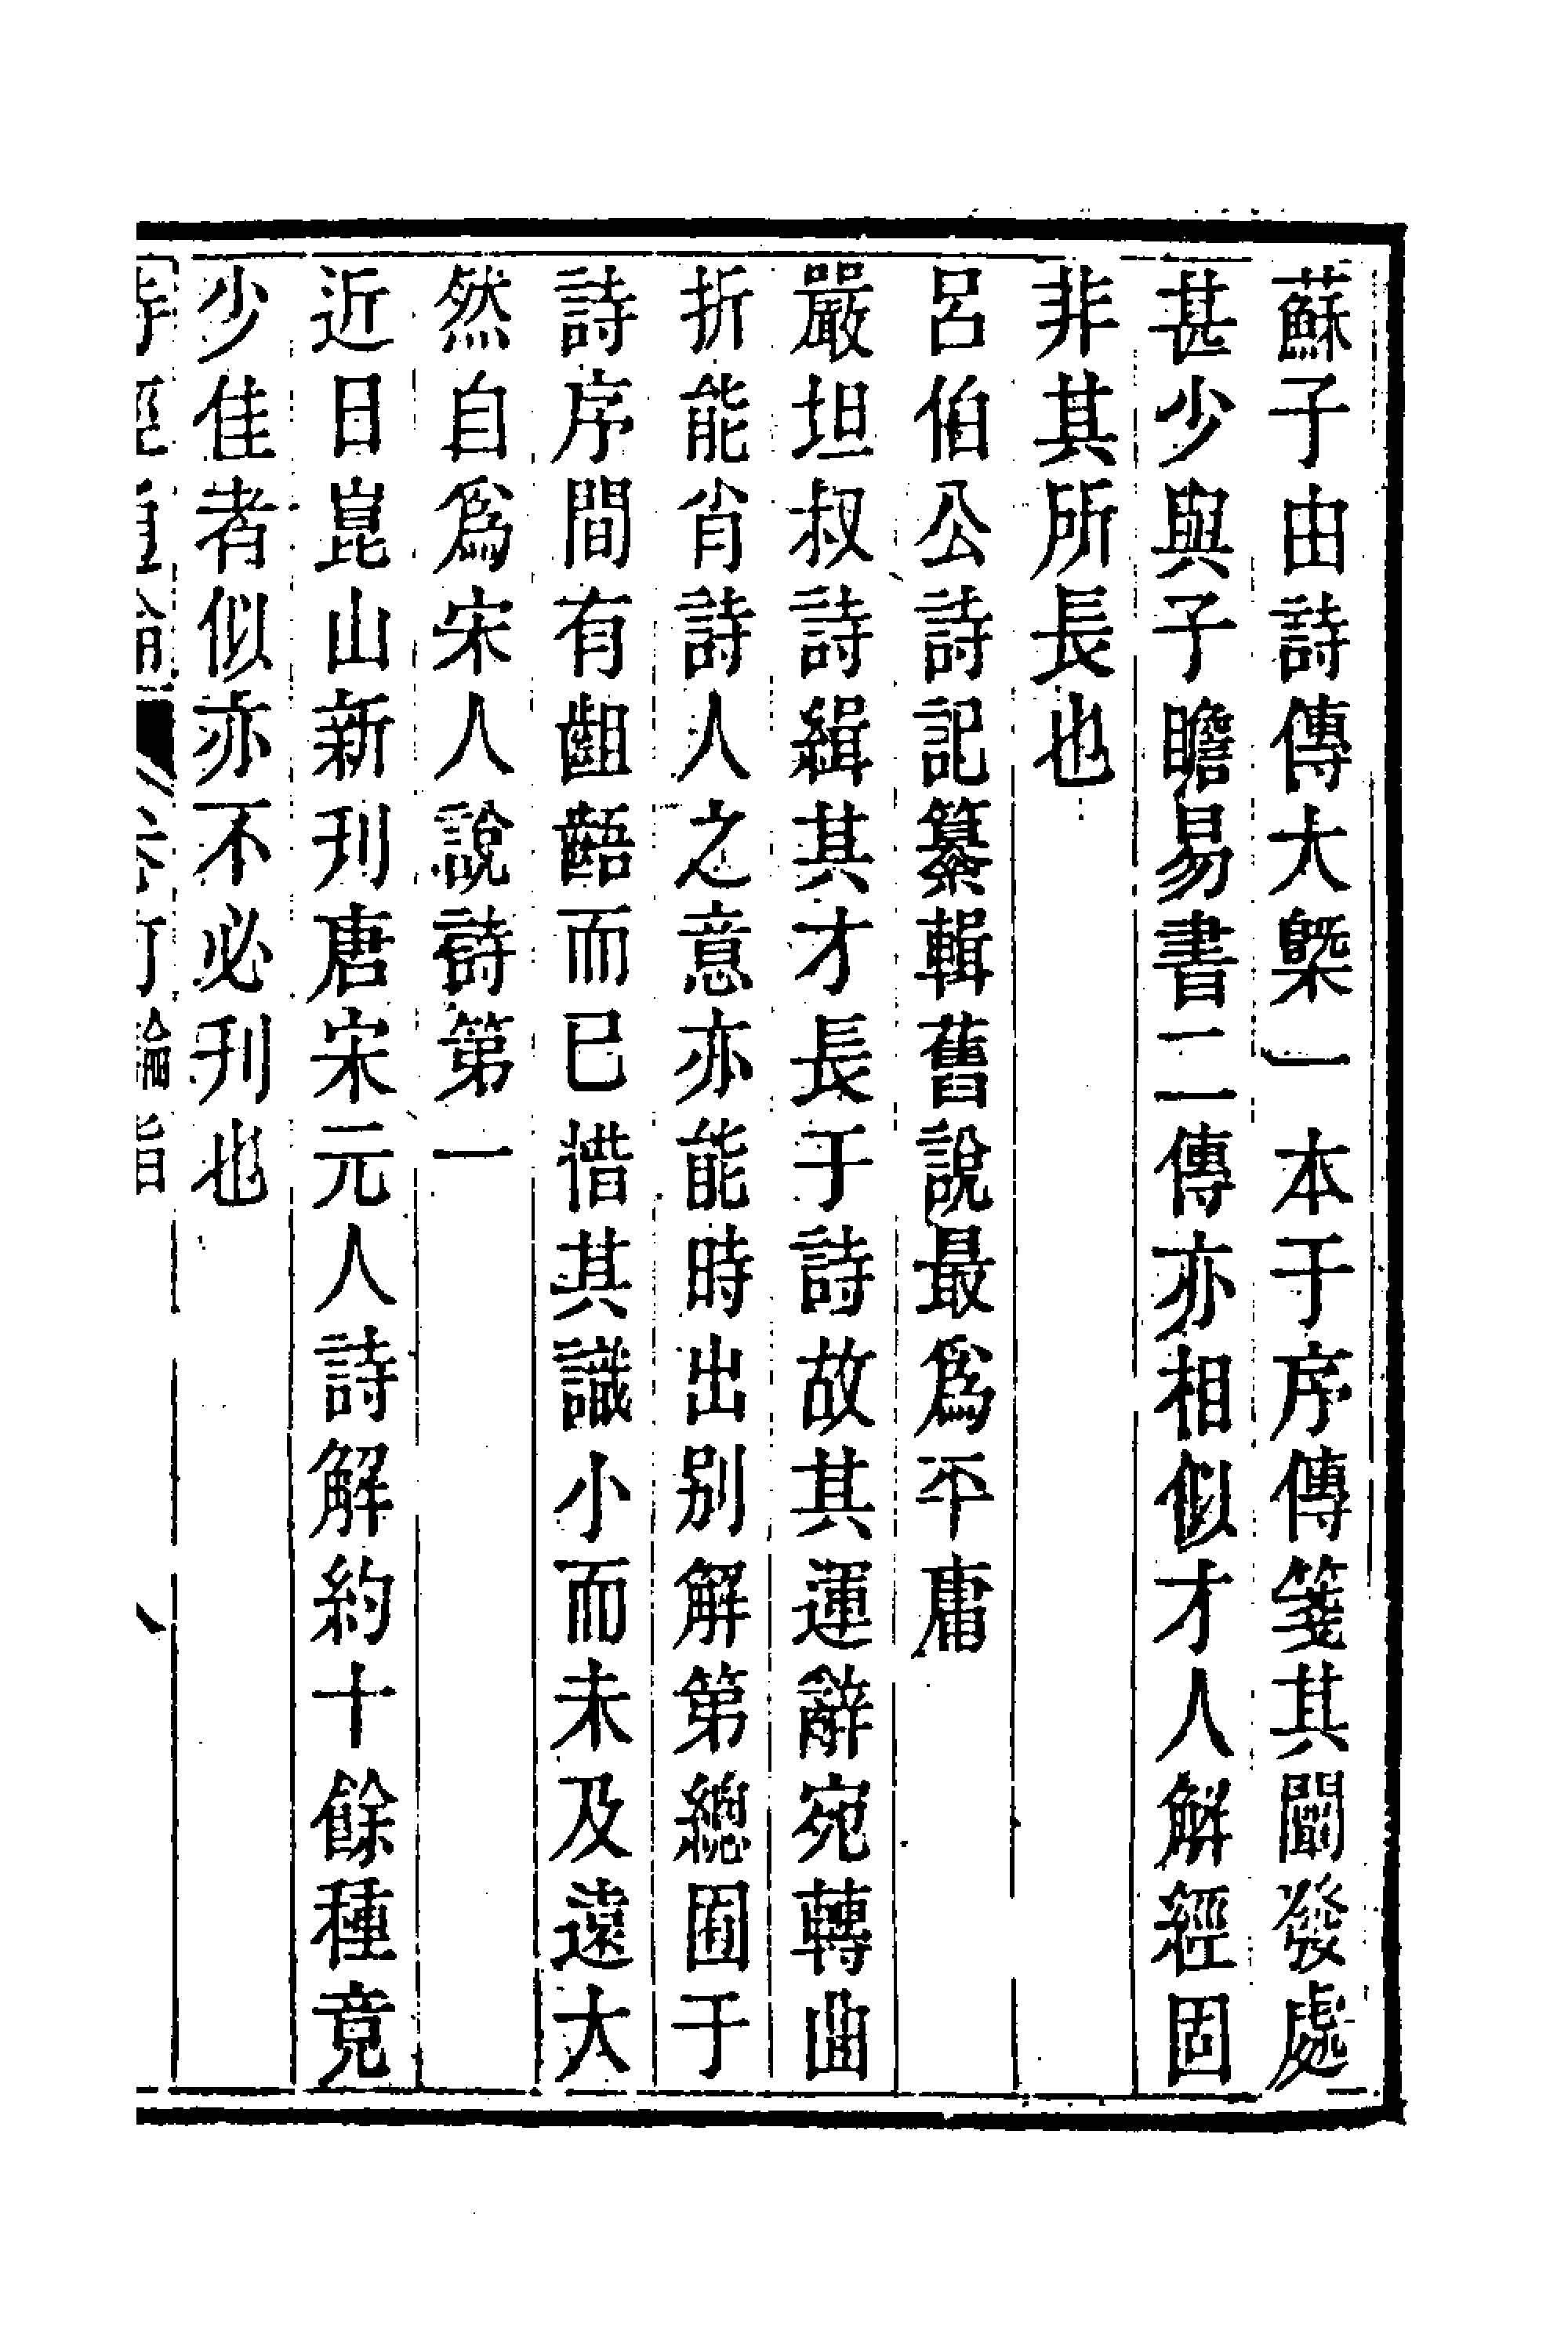 蘇子由詩傳大槩一本于序傳箋其闡發處
甚少與子瞻易書二傳亦相似才人解經固
非其所長也
呂伯公詩記纂輯舊說最爲平庸
嚴坦叔詩緝其才長于詩故其運辭宛轉曲
折能肖詩人之意亦能時出别解第總囿于
詩序間有齟齬而已惜其識小而未及遠大
然自爲宋人說詩第一
近日崑山新刊唐宋元人詩解約十餘種竟
少佳者似亦不必刊也